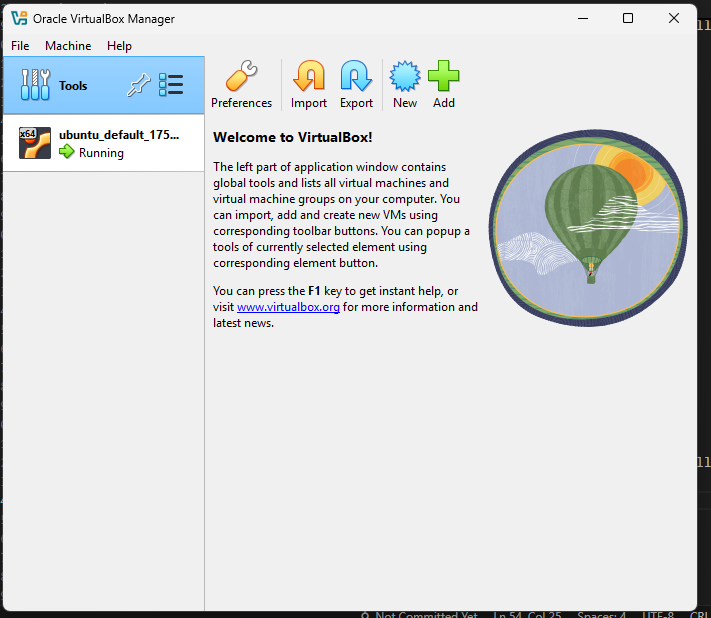 Oracle VirtualBox Manager
File Machine Help
Tools
Preferences Import Export New Add
x64
ubuntu_default_175...
Running
Welcome to VirtualBox!
The left part of application window contains
global tools and lists all virtual machines and
virtual machine groups on your computer. You
can import, add and create new VMs using
corresponding toolbar buttons. You can popup a
tools of currently selected element using
corresponding element button.
You can press the F1 key to get instant help, or
visit www.virtualbox.org for more information and
latest news.
Not Committed Yet Ln 54, Col 25 Spaces: 4 UTF-8